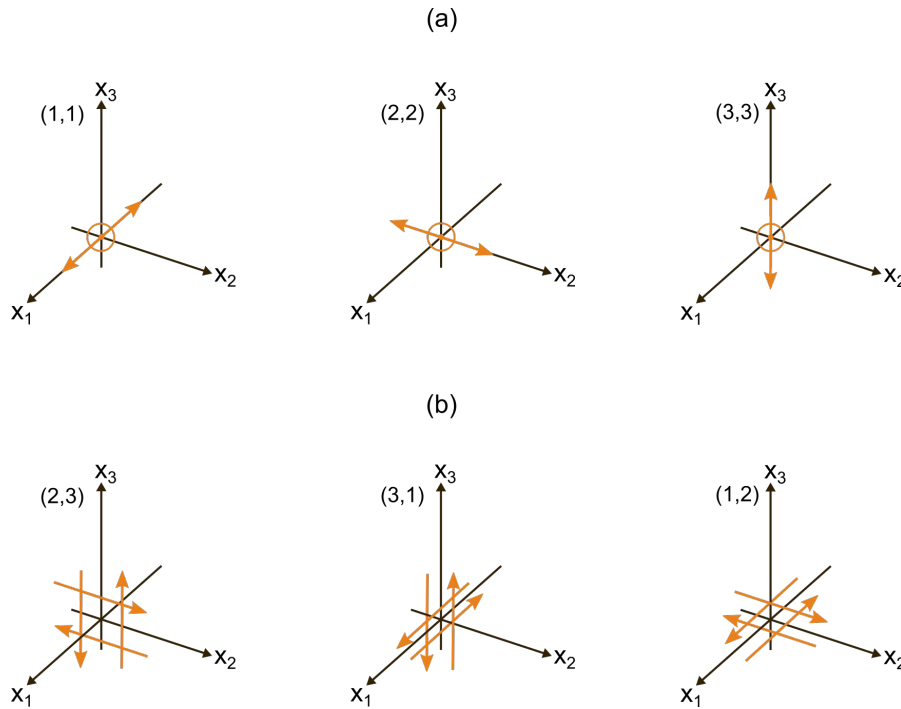 (a)
x3 x3 x3
(1,1) (2,2) (3,3)
x2 x2 x2
x1 x1 x1
(b)
x3 x3 x3
(2,3) (3,1) (1,2)
x2 x2 x2
x1 x1 x1